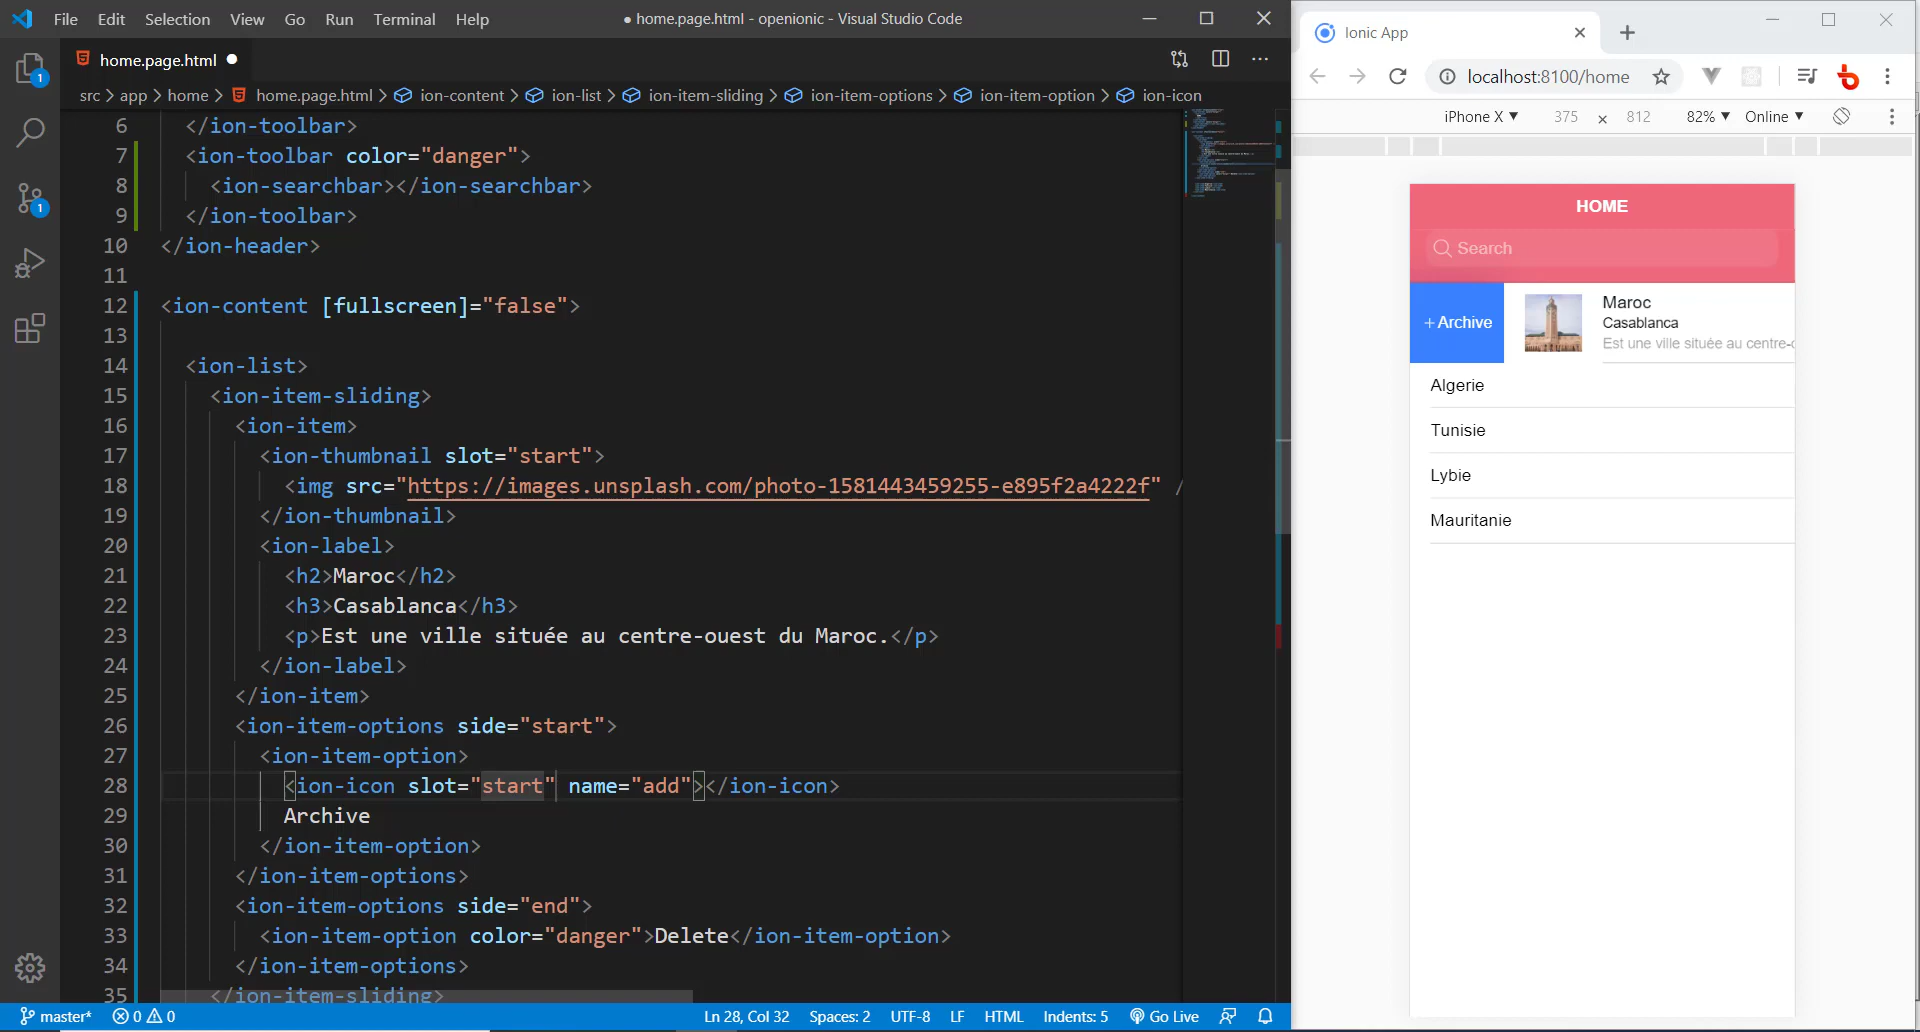 File Edit Selection View Go Run Terminal Help
● home.page.html - openionic - Visual Studio Code
home.page.html ●
src > app > home > home.page.html > ion-content > ion-list > ion-item-sliding > ion-item-options > ion-item-option > ion-icon
6 </ion-toolbar>
7 <ion-toolbar color="danger">
8 <ion-searchbar></ion-searchbar>
9 </ion-toolbar>
10 </ion-header>
11
12 <ion-content [fullscreen]="false">
13
14 <ion-list>
15 <ion-item-sliding>
16 <ion-item>
17 <ion-thumbnail slot="start">
18 <img src="https://images.unsplash.com/photo-1581443459255-e895f2a4222f" /
19 </ion-thumbnail>
20 <ion-label>
21 <h2>Maroc</h2>
22 <h3>Casablanca</h3>
23 <p>Est une ville située au centre-ouest du Maroc.</p>
24 </ion-label>
25 </ion-item>
26 <ion-item-options side="start">
27 <ion-item-option>
28 <ion-icon slot="start" name="add"></ion-icon>
29 Archive
30 </ion-item-option>
31 </ion-item-options>
32 <ion-item-options side="end">
33 <ion-item-option color="danger">Delete</ion-item-option>
34 </ion-item-options>
35 </ion-item-sliding>
1
1
master* 0 0 Ln 28, Col 32 Spaces: 2 UTF-8 LF HTML Indents: 5 Go Live
Ionic App
localhost:8100/home
iPhone X ▼ 375 × 812 82% ▼ Online ▼
HOME
Search
+ Archive
Maroc
Casablanca
Est une ville située au centre-
Algerie
Tunisie
Lybie
Mauritanie